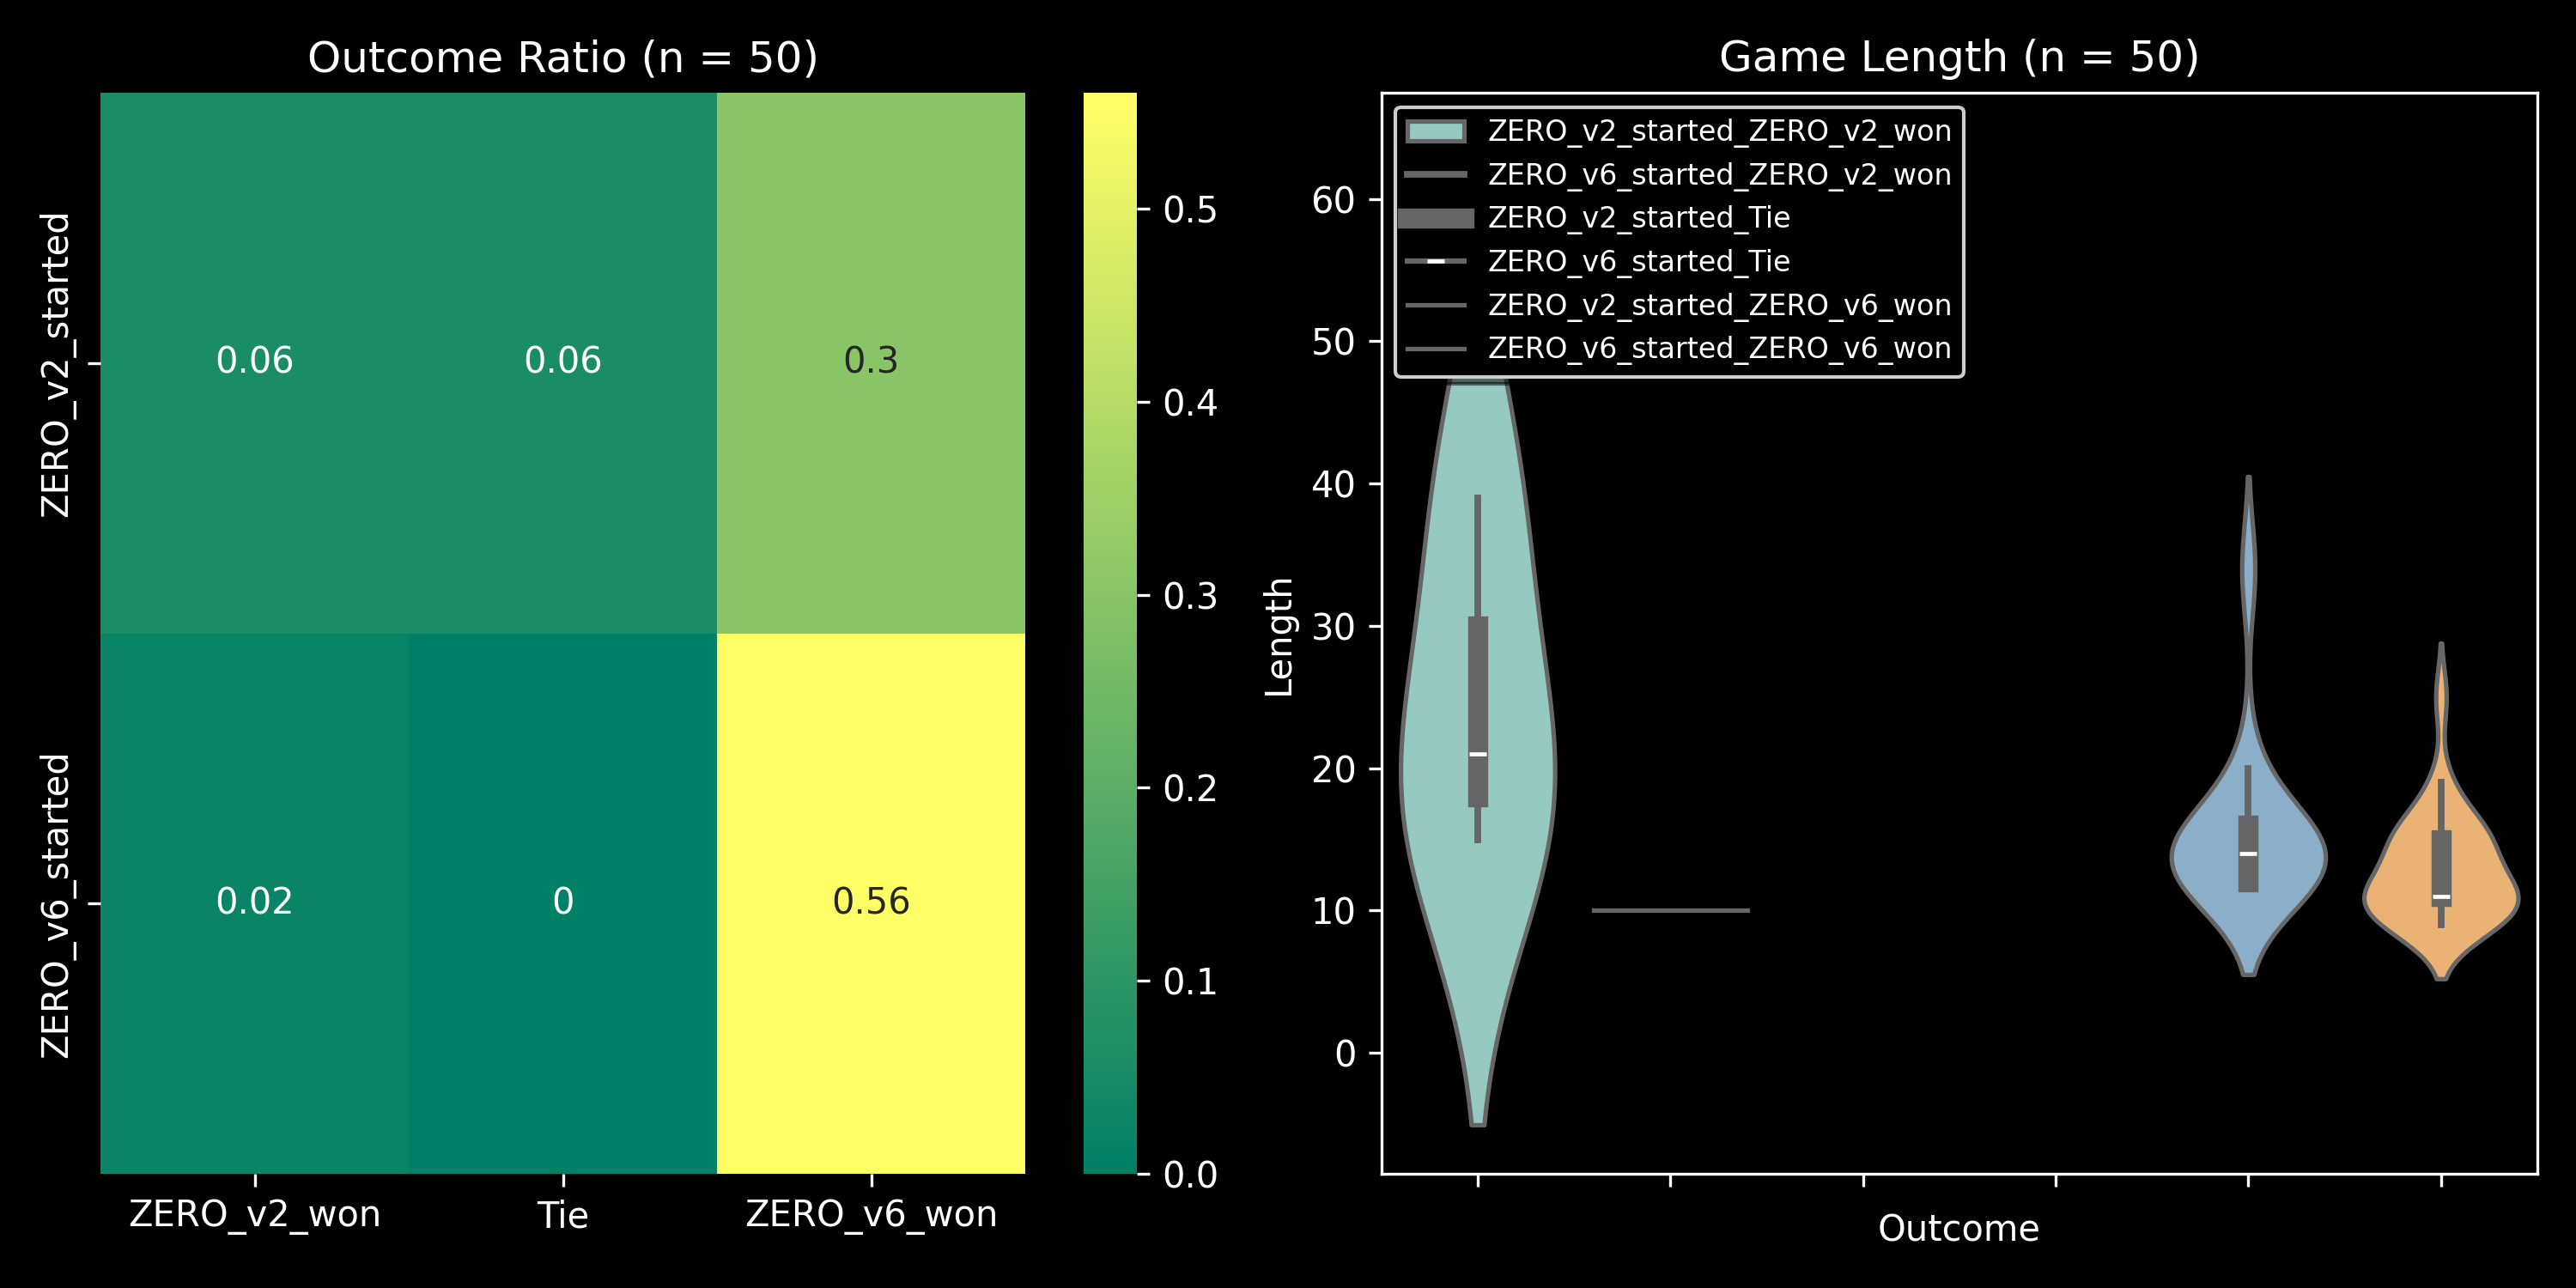 Outcome Ratio (n = 50)
ZERO_v2_started
ZERO_v6_started
0.06
0.06
0.3
0.02
0
0.56
ZERO_v2_won
Tie
ZERO_v6_won
0.5
0.4
0.3
0.2
0.1
0.0
Game Length (n = 50)
ZERO_v2_started_ZERO_v2_won
ZERO_v6_started_ZERO_v2_won
ZERO_v2_started_Tie
ZERO_v6_started_Tie
ZERO_v2_started_ZERO_v6_won
ZERO_v6_started_ZERO_v6_won
Length
60
50
40
30
20
10
0
Outcome